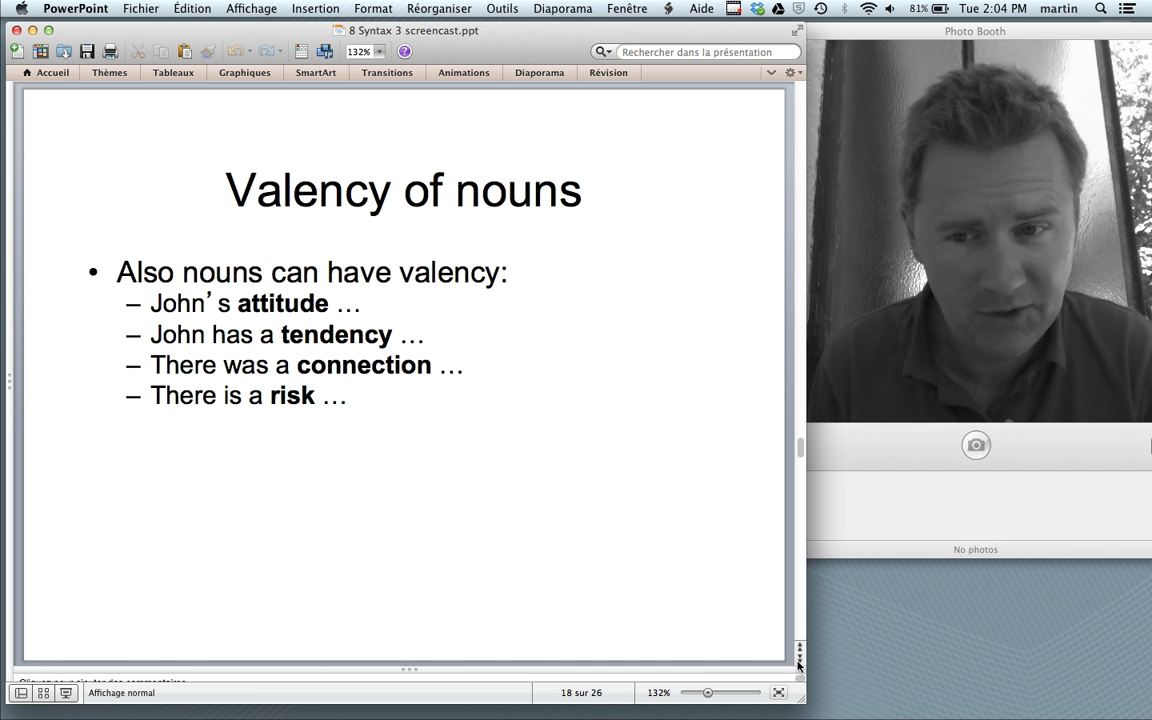 PowerPoint Fichier Édition Affichage Insertion Format Réorganiser Outils Diaporama Fenêtre Aide 81% Tue 2:04 PM martin
8 Syntax 3 screencast.ppt
Photo Booth
132% Rechercher dans la présentation
Accueil Thèmes Tableaux Graphiques SmartArt Transitions Animations Diaporama Révision
Valency of nouns
• Also nouns can have valency:
– John’s attitude …
– John has a tendency …
– There was a connection …
– There is a risk …
No photos
Affichage normal 18 sur 26 132%